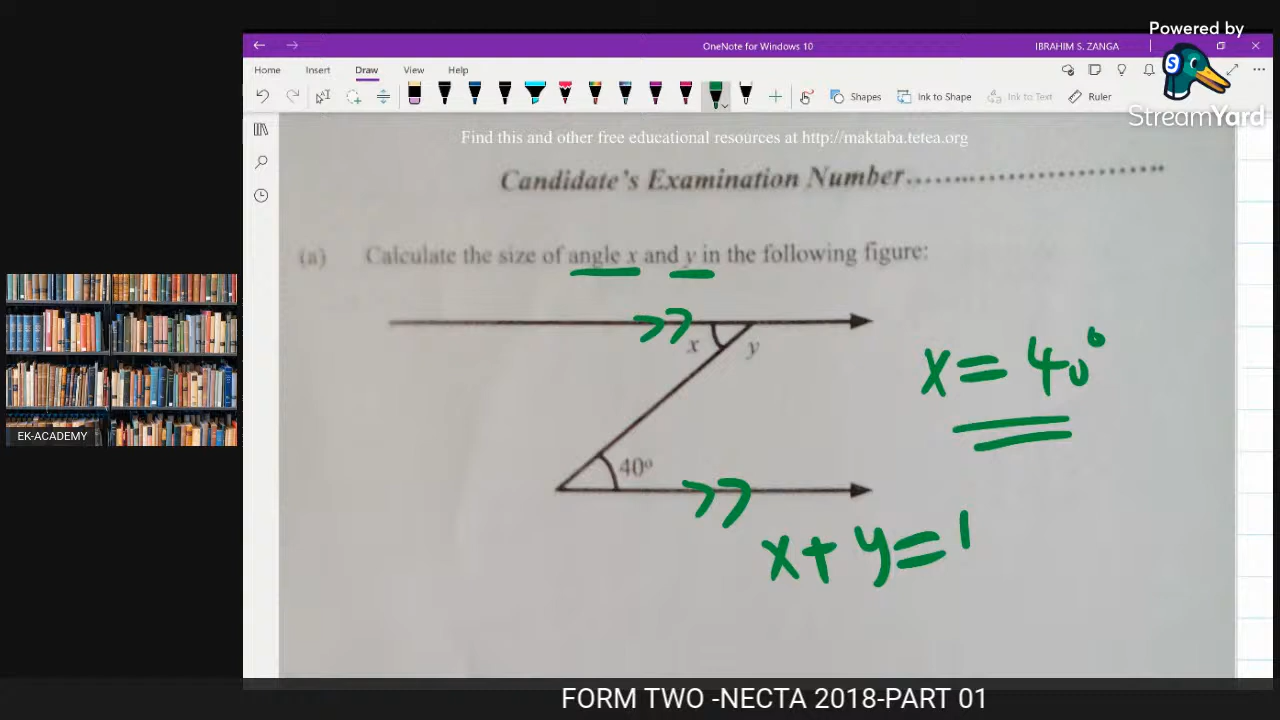 Powered by
StreamYard
OneNote for Windows 10
IBRAHIM S. ZANGA
Home Insert Draw View Help
Shapes Ink to Shape Ink to Text Ruler
Find this and other free educational resources at http://maktaba.tetea.org
Candidate's Examination Number....................................
(a) Calculate the size of angle x and y in the following figure:
x y
x = 40°
40°
x + y = 1
EK-ACADEMY
FORM TWO -NECTA 2018-PART 01